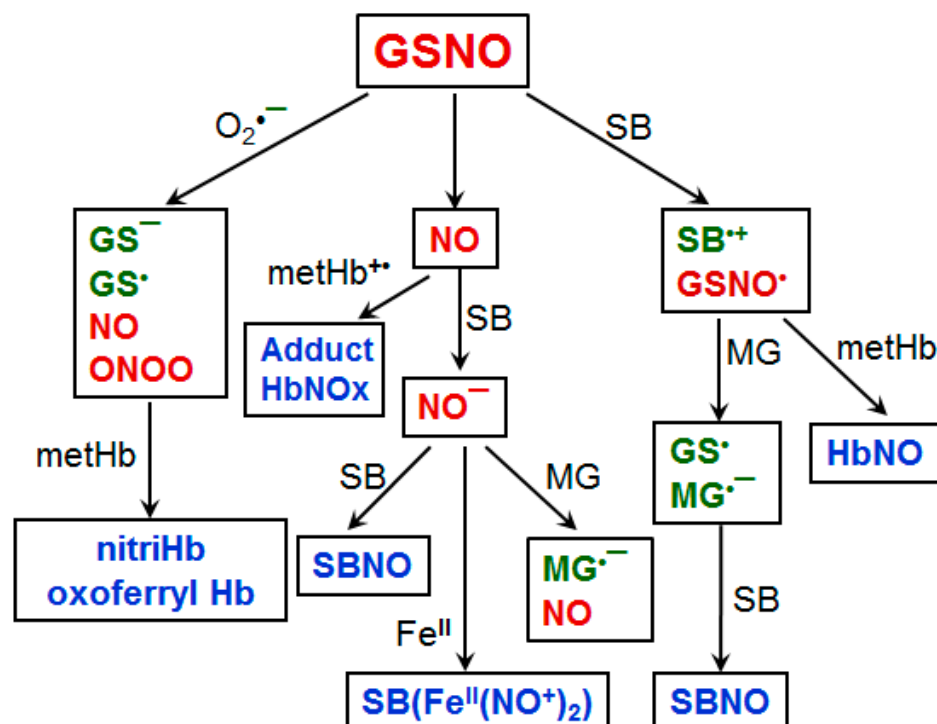 GSNO
O₂•–
SB
GS–
GS•
NO
ONOO
NO
SB•+
GSNO•
metHb+•
SB
MG
metHb
Adduct
HbNOx
NO–
metHb
SB
MG
GS•
MG•–
HbNO
nitriHb
oxoferryl Hb
SBNO
MG•–
NO
SB
Feᴵᴵ
SB(Feᴵᴵ(NO⁺)₂)
SBNO